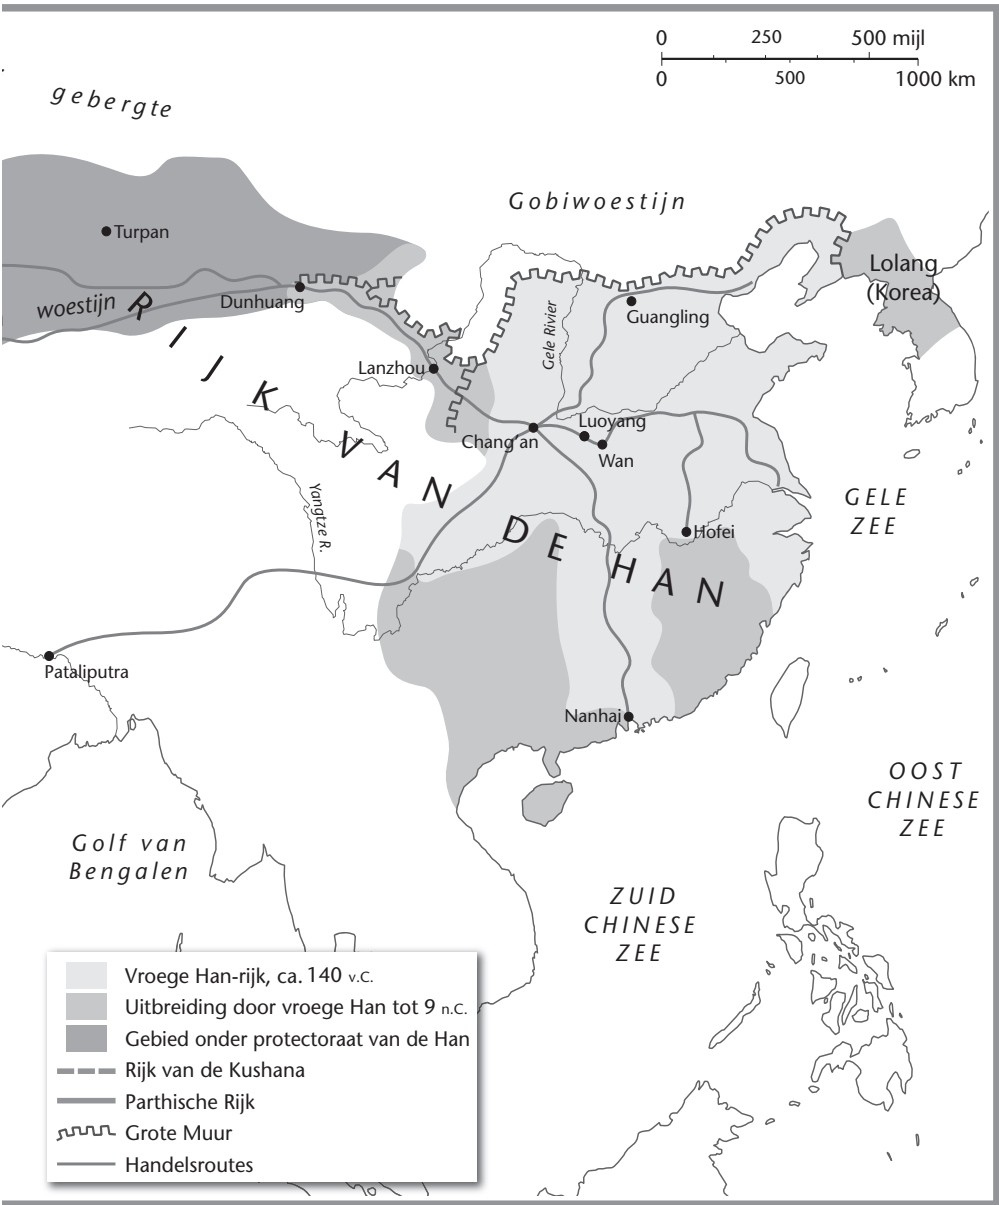 0 250 500 mijl
0 500 1000 km
gebergte
Gobiwoestijn
Turpan
Lolang
(Korea)
woestijn
Dunhuang
Guangling
Gele Rivier
Lanzhou
Luoyang
Chang'an
Wan
RIJK VAN DE HAN
Yangtze R.
GELE
ZEE
Hofei
Pataliputra
Nanhai
OOST
CHINESE
ZEE
Golf van
Bengalen
ZUID
CHINESE
ZEE
Vroege Han-rijk, ca. 140 v.c.
Uitbreiding door vroege Han tot 9 n.c.
Gebied onder protectoraat van de Han
Rijk van de Kushana
Parthische Rijk
Grote Muur
Handelsroutes